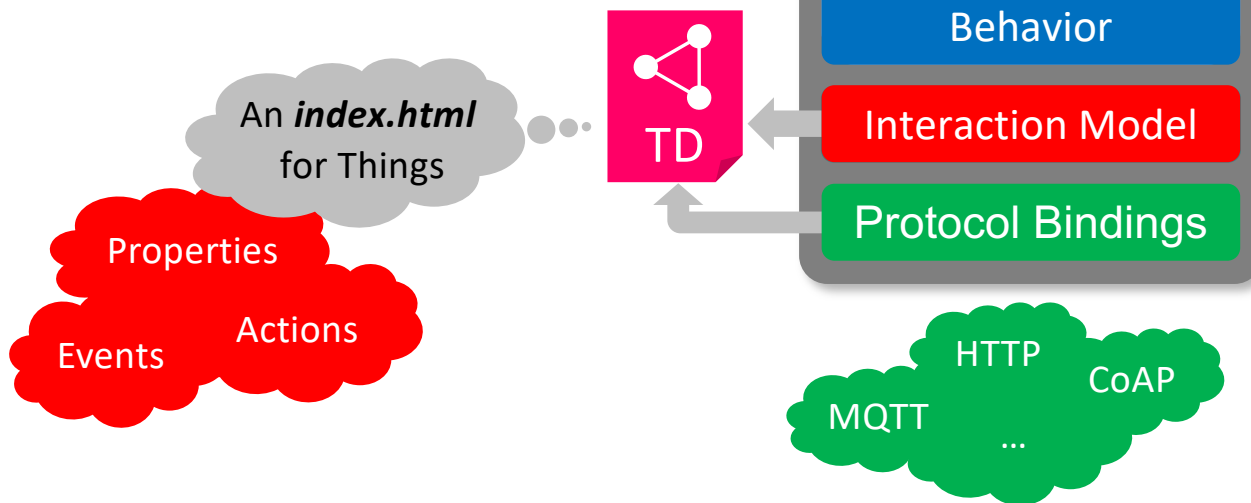 Behavior
An index.html
for Things
TD
Interaction Model
Protocol Bindings
Properties
Actions
Events
HTTP
CoAP
MQTT
...